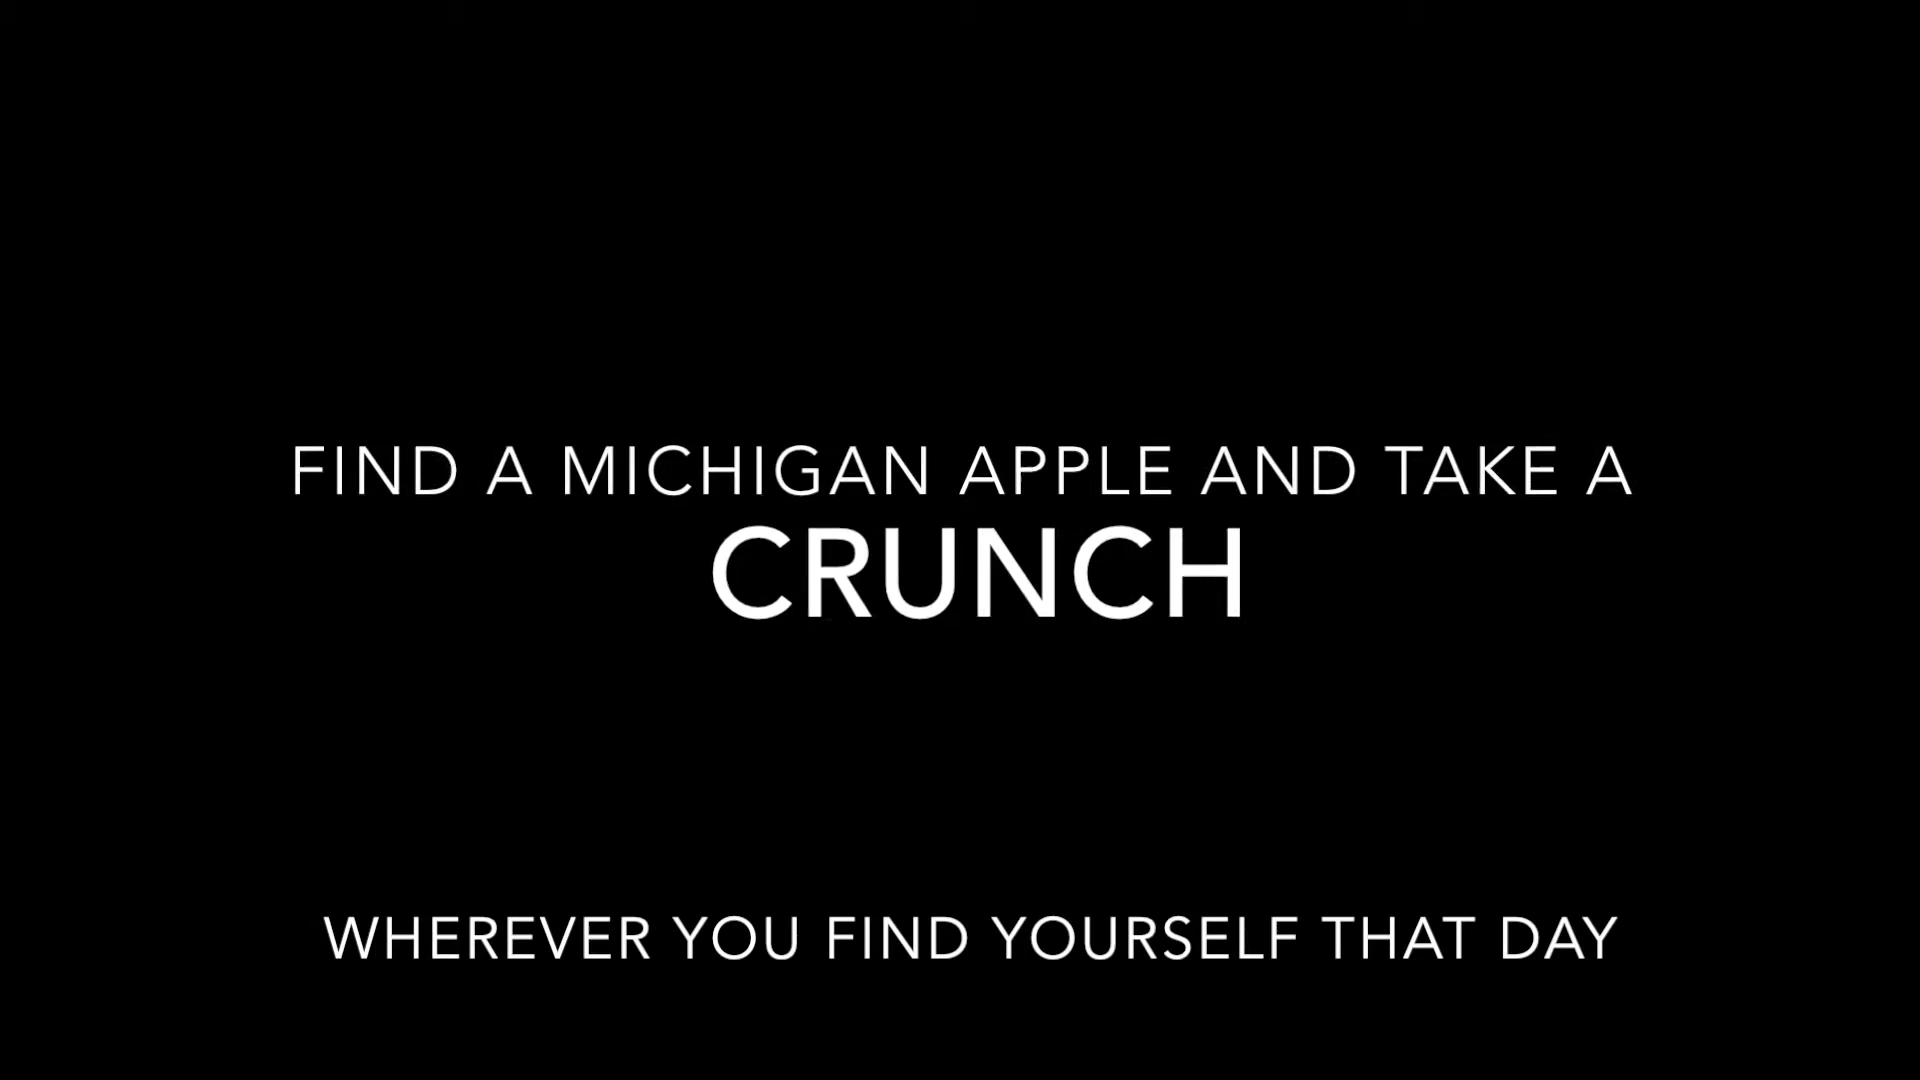 FIND A MICHIGAN APPLE AND TAKE A
CRUNCH
WHEREVER YOU FIND YOURSELF THAT DAY